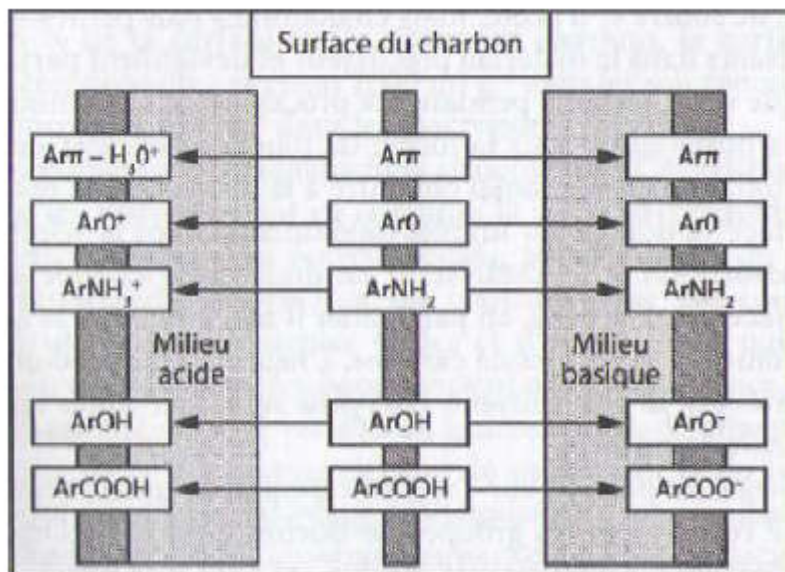 Surface du charbon
Arπ – H₃0⁺ Arπ Arπ
ArO⁺ ArO ArO
ArNH₃⁺ ArNH₂ ArNH₂
Milieu acide Milieu basique
ArOH ArOH ArO⁻
ArCOOH ArCOOH ArCOO⁻